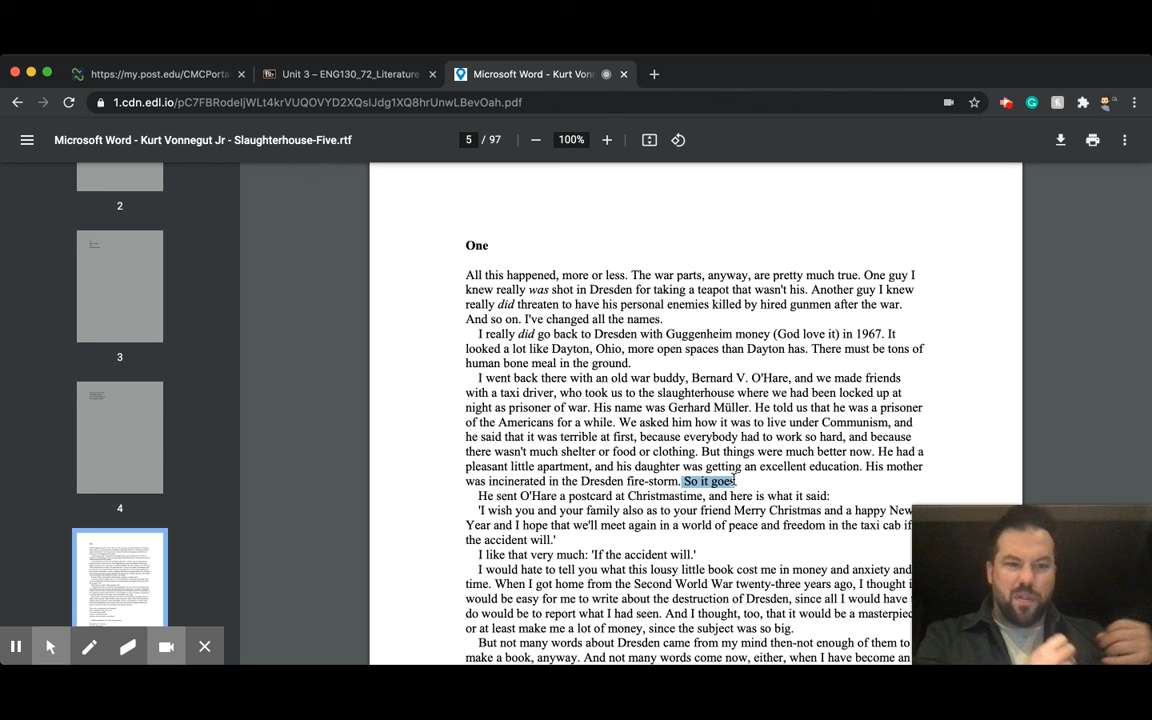 https://my.post.edu/CMCPorta
Unit 3 – ENG130_72_Literature
Microsoft Word - Kurt Vonn
1.cdn.edl.io/pC7FBRodeljWLt4krVUQOVYD2XQslJdg1XQ8hrUnwLBevOah.pdf
Microsoft Word - Kurt Vonnegut Jr - Slaughterhouse-Five.rtf
5 / 97
100%
2
3
4
One
All this happened, more or less. The war parts, anyway, are pretty much true. One guy I
knew really was shot in Dresden for taking a teapot that wasn't his. Another guy I knew
really did threaten to have his personal enemies killed by hired gunmen after the war.
And so on. I've changed all the names.
I really did go back to Dresden with Guggenheim money (God love it) in 1967. It
looked a lot like Dayton, Ohio, more open spaces than Dayton has. There must be tons of
human bone meal in the ground.
I went back there with an old war buddy, Bernard V. O'Hare, and we made friends
with a taxi driver, who took us to the slaughterhouse where we had been locked up at
night as prisoner of war. His name was Gerhard Müller. He told us that he was a prisoner
of the Americans for a while. We asked him how it was to live under Communism, and
he said that it was terrible at first, because everybody had to work so hard, and because
there wasn't much shelter or food or clothing. But things were much better now. He had a
pleasant little apartment, and his daughter was getting an excellent education. His mother
was incinerated in the Dresden fire-storm. So it goes.
He sent O'Hare a postcard at Christmastime, and here is what it said:
'I wish you and your family also as to your friend Merry Christmas and a happy New
Year and I hope that we'll meet again in a world of peace and freedom in the taxi cab if
the accident will.'
I like that very much: 'If the accident will.'
I would hate to tell you what this lousy little book cost me in money and anxiety and
time. When I got home from the Second World War twenty-three years ago, I thought i
would be easy for me to write about the destruction of Dresden, since all I would have
do would be to report what I had seen. And I thought, too, that it would be a masterpiec
or at least make me a lot of money, since the subject was so big.
But not many words about Dresden came from my mind then-not enough of them to
make a book, anyway. And not many words come now, either, when I have become an